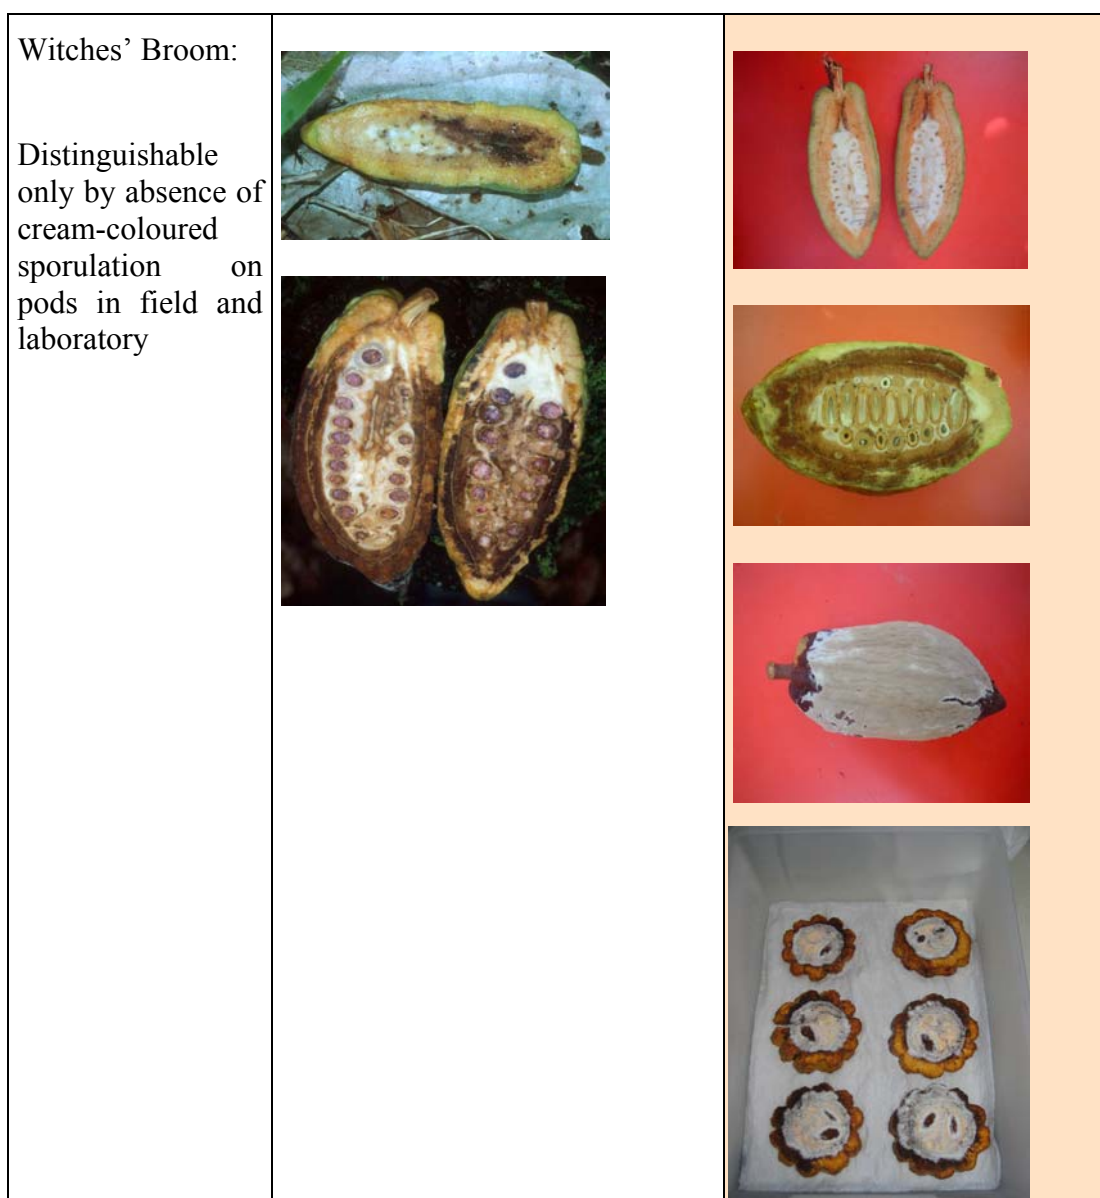 Witches’ Broom:
Distinguishable
only by absence of
cream-coloured
sporulation on
pods in field and
laboratory